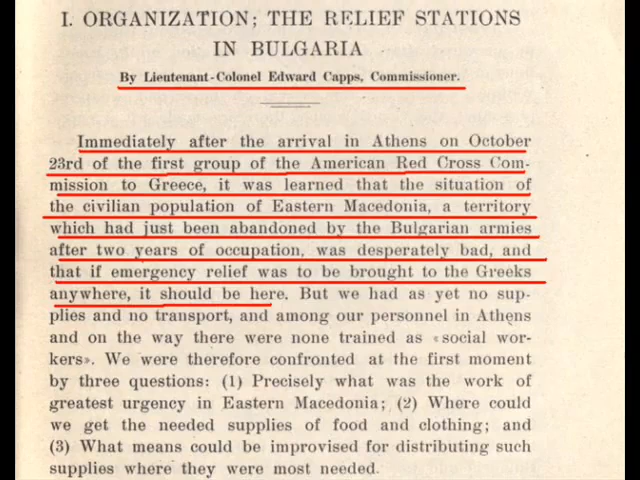 I. ORGANIZATION; THE RELIEF STATIONS
IN BULGARIA
By Lieutenant-Colonel Edward Capps, Commissioner.
Immediately after the arrival in Athens on October
23rd of the first group of the American Red Cross Com-
mission to Greece, it was learned that the situation of
the civilian population of Eastern Macedonia, a territory
which had just been abandoned by the Bulgarian armies
after two years of occupation, was desperately bad, and
that if emergency relief was to be brought to the Greeks
anywhere, it should be here. But we had as yet no sup-
plies and no transport, and among our personnel in Athens
and on the way there were none trained as «social wor-
kers». We were therefore confronted at the first moment
by three questions: (1) Precisely what was the work of
greatest urgency in Eastern Macedonia; (2) Where could
we get the needed supplies of food and clothing; and
(3) What means could be improvised for distributing such
supplies where they were most needed.